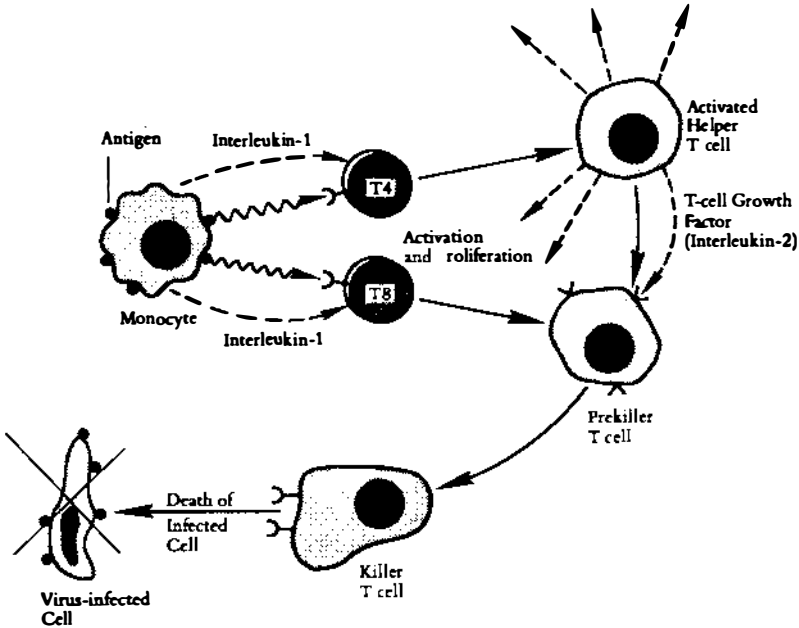 Antigen
Interleukin-1
T4
Activated
Helper
T cell
T-cell Growth
Factor
(Interleukin-2)
Activation
and roliferation
T8
Monocyte
Interleukin-1
Prekiller
T cell
Death of
Infected
Cell
Killer
T cell
Virus-infected
Cell